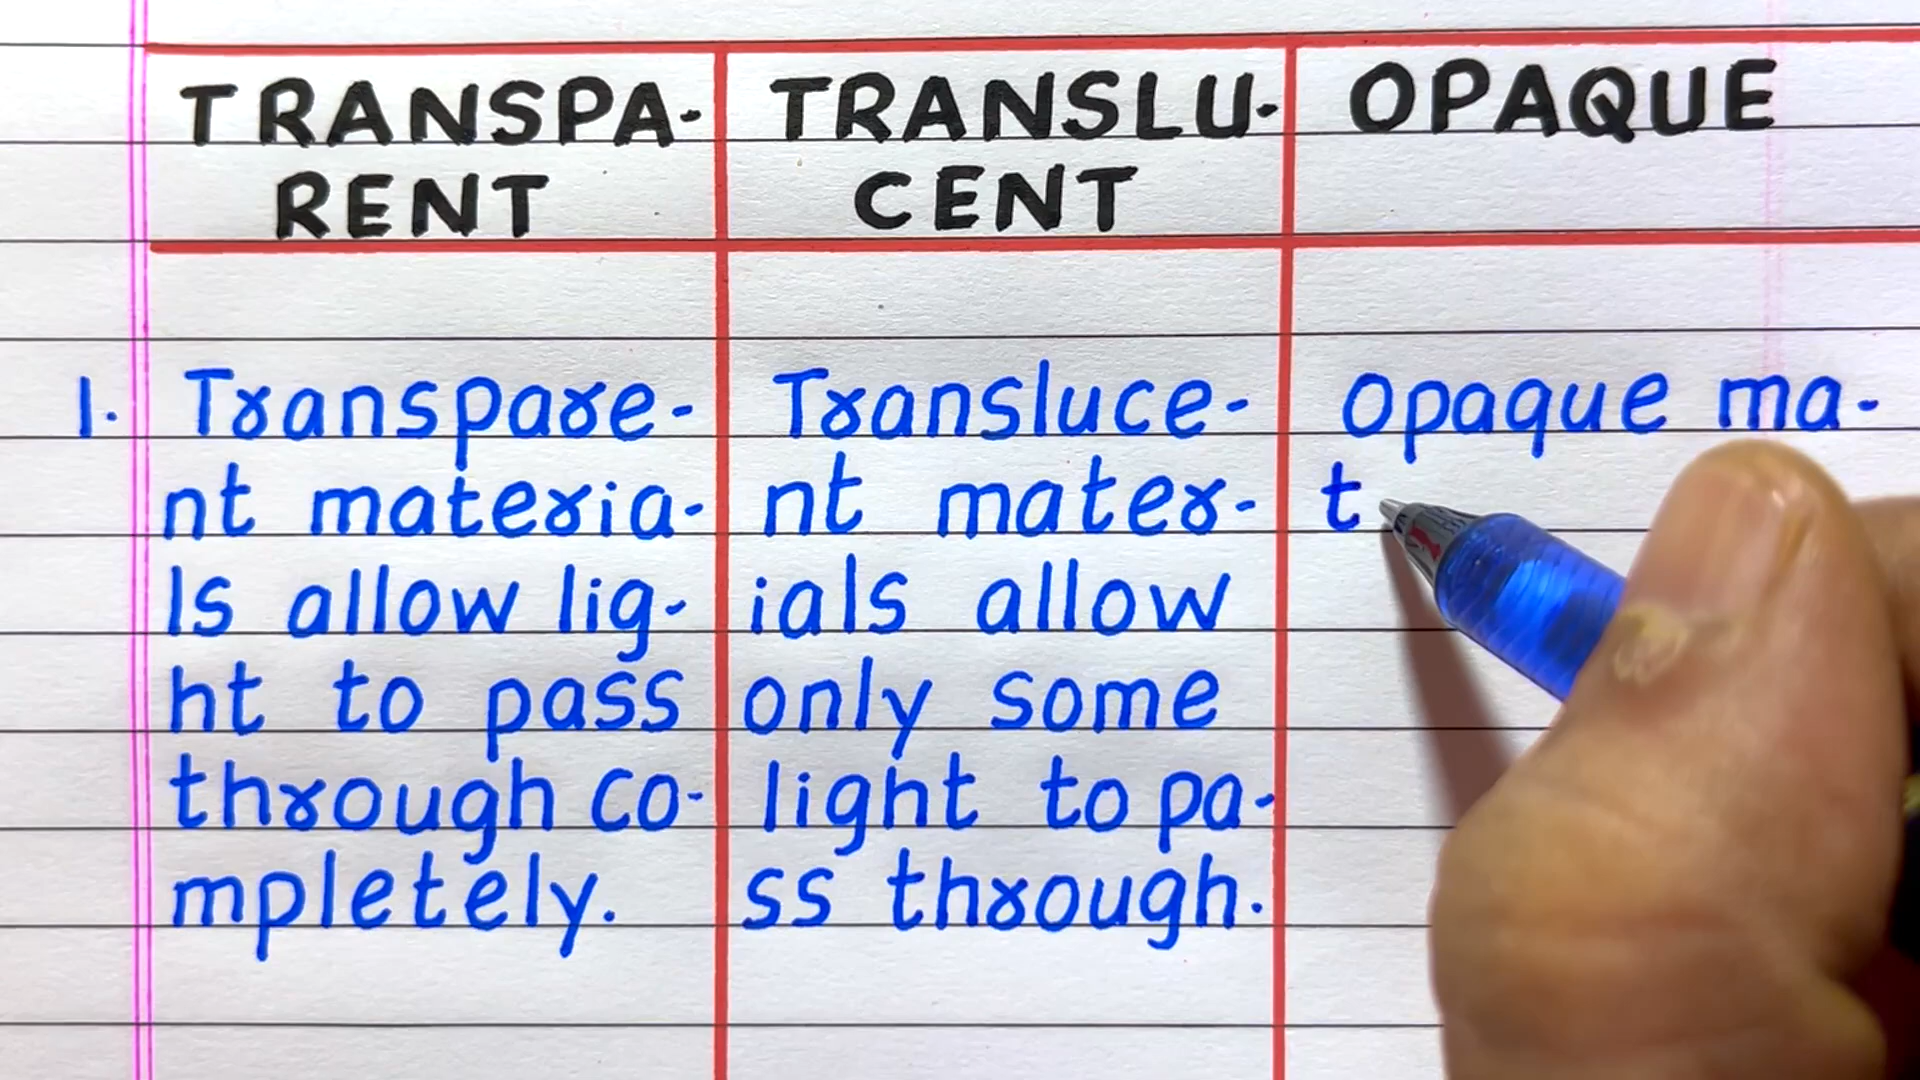 TRANSPA-
RENT
TRANSLU-
CENT
OPAQUE
1. Transpare-
nt materia-
ls allow lig-
ht to pass
through co-
mpletely.
Transluce-
nt mater-
ials allow
only some
light to pa-
ss through.
Opaque ma-
t